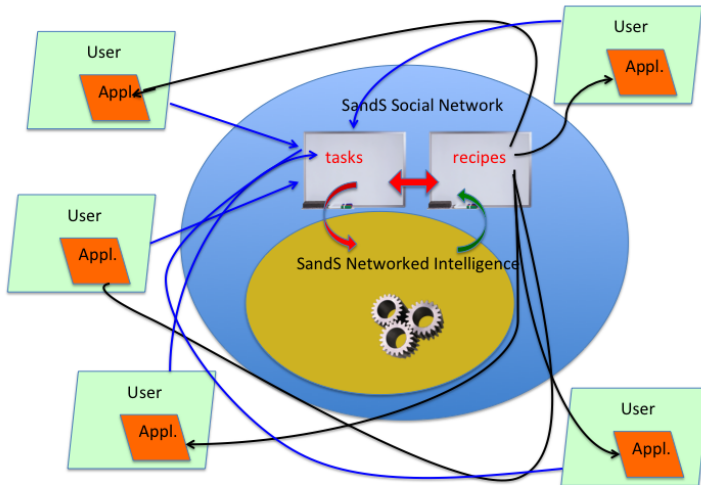 User
Appl.
User
Appl.
SandS Social Network
tasks
recipes
User
Appl.
SandS Networked Intelligence
User
Appl.
User
Appl.